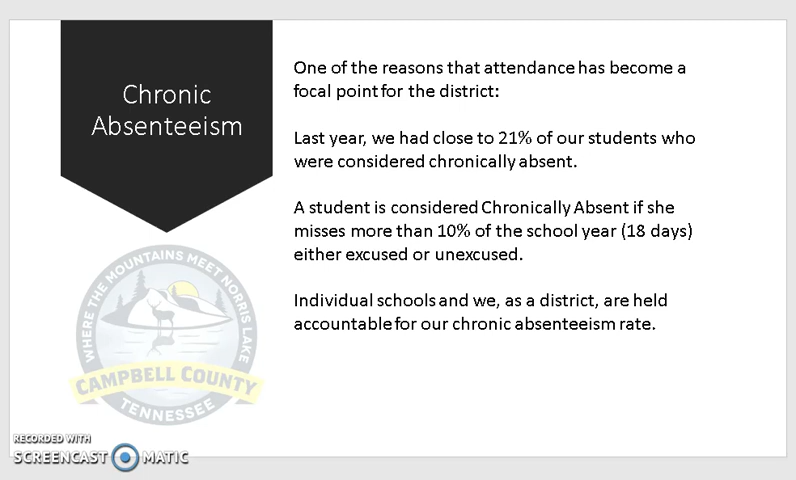 Chronic
Absenteeism
One of the reasons that attendance has become a
focal point for the district:
Last year, we had close to 21% of our students who
were considered chronically absent.
A student is considered Chronically Absent if she
misses more than 10% of the school year (18 days)
either excused or unexcused.
Individual schools and we, as a district, are held
accountable for our chronic absenteeism rate.
WHERE THE MOUNTAINS MEET NORRIS LAKE
CAMPBELL COUNTY
TENNESSEE
RECORDED WITH
SCREENCAST MATIC